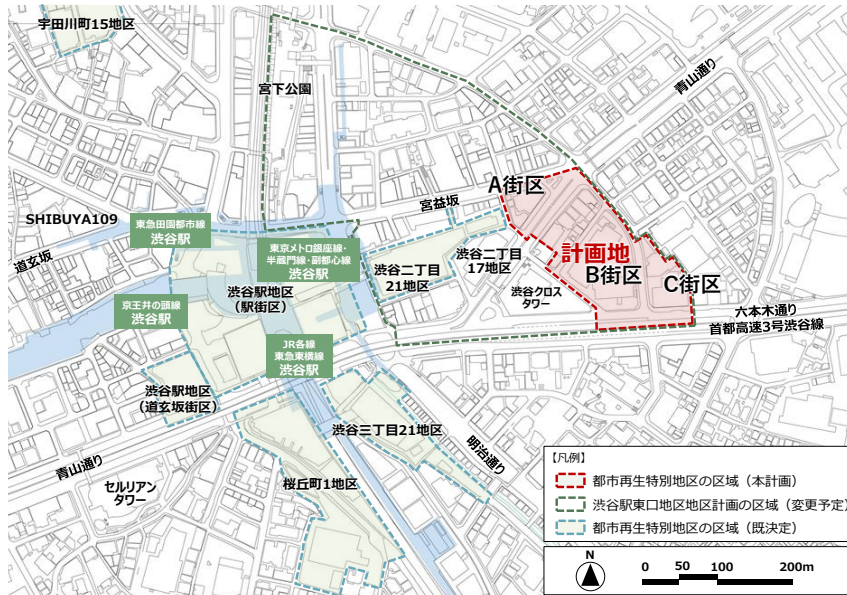 宇田川町15地区
宮下公園
青山通り
A街区
宮益坂
SHIBUYA109
東急田園都市線
渋谷駅
道玄坂
東京メトロ銀座線・
半蔵門線・副都心線
渋谷駅
渋谷二丁目
21地区
渋谷二丁目
17地区
計画地
B街区
C街区
渋谷クロス
タワー
渋谷駅地区
(駅街区)
京王井の頭線
渋谷駅
六本木通り
首都高速3号渋谷線
JR各線
東急東横線
渋谷駅
渋谷駅地区
(道玄坂街区)
渋谷三丁目21地区
明治通り
青山通り
セルリアン
タワー
桜丘町1地区
【凡例】
都市再生特別地区の区域(本計画)
渋谷駅東口地区地区計画の区域(変更予定)
都市再生特別地区の区域(既決定)
N
0 50 100 200m